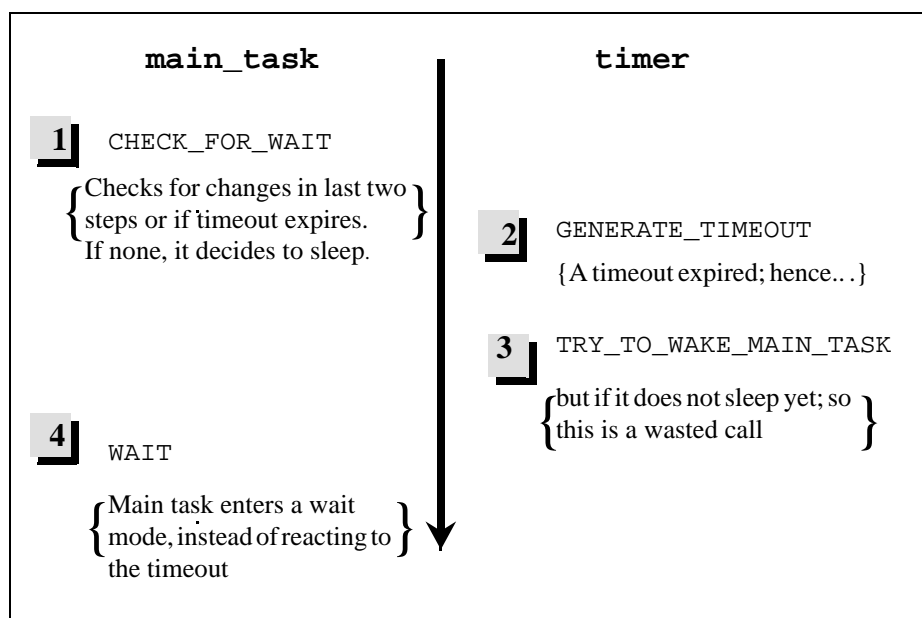 main_task
timer
1
CHECK_FOR_WAIT
{Checks for changes in last two
steps or if timeout expires.
If none, it decides to sleep.}
2
GENERATE_TIMEOUT
{A timeout expired; hence...}
3
TRY_TO_WAKE_MAIN_TASK
{but if it does not sleep yet; so
this is a wasted call}
4
WAIT
{Main task enters a wait
mode, instead of reacting to
the timeout}